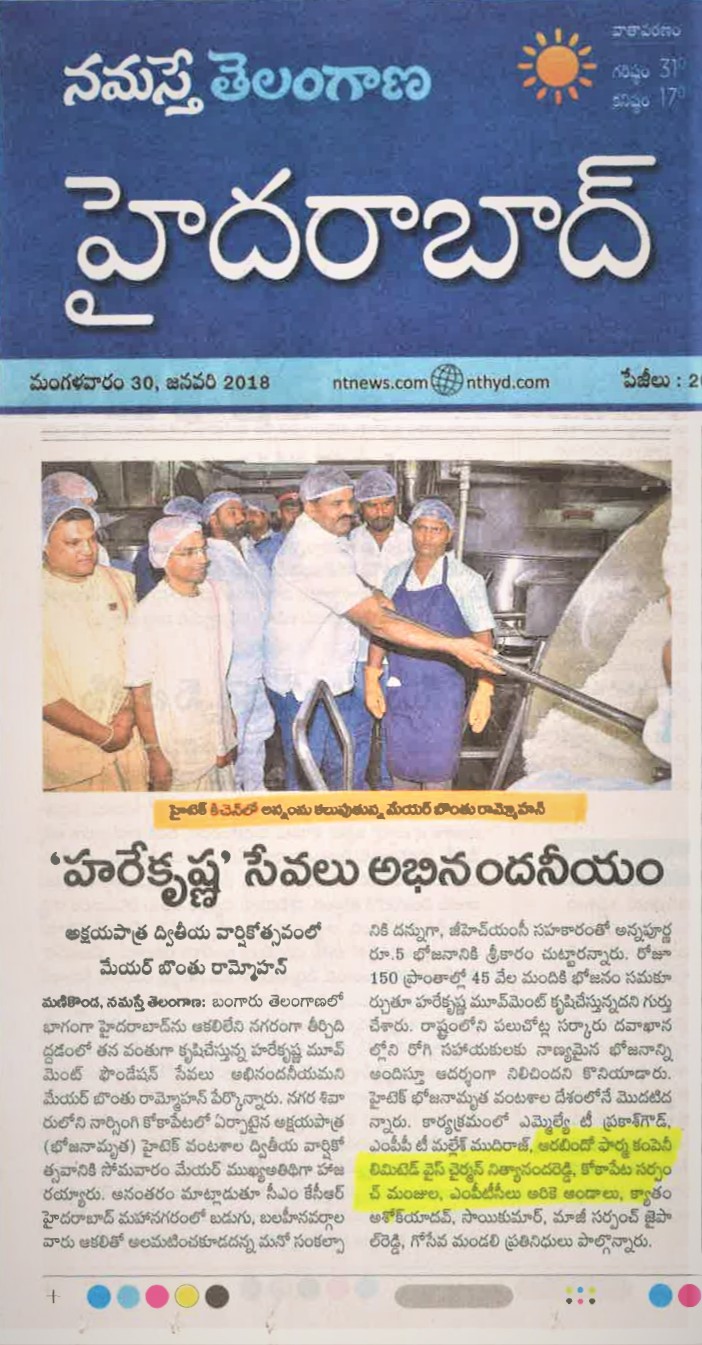 నమస్తే తెలంగాణ
వాతావరణం
గరిష్ఠం 31⁰
కనిష్ఠం 17⁰
హైదరాబాద్
మంగళవారం 30, జనవరి 2018 ntnews.com nthyd.com పేజీలు : 2
హైటెక్ కిచెన్‌లో అన్నంను కలుపుతున్న మేయర్ బొంతు రామ్మోహన్
‘హరేకృష్ణ’ సేవలు అభినందనీయం
అక్షయపాత్ర ద్వితీయ వార్షికోత్సవంలో
మేయర్ బొంతు రామ్మోహన్
మణికొండ, నమస్తే తెలంగాణ: బంగారు తెలంగాణలో
భాగంగా హైదరాబాద్‌ను ఆకలిలేని నగరంగా తీర్చిది
ద్దడంలో తన వంతుగా కృషిచేస్తున్న హరేకృష్ణ మూవ్
మెంట్ ఫౌండేషన్ సేవలు అభినందనీయమని
మేయర్ బొంతు రామ్మోహన్ పేర్కొన్నారు. నగర శివా
రులోని నార్సింగి కోకాపేటలో ఏర్పాటైన అక్షయపాత్ర
(భోజనామృత) హైటెక్ వంటశాల ద్వితీయ వార్షికో
త్సవానికి సోమవారం మేయర్ ముఖ్యఅతిథిగా హాజ
రయ్యారు. అనంతరం మాట్లాడుతూ సీఎం కేసీఆర్
హైదరాబాద్ మహానగరంలో బడుగు, బలహీనవర్గాల
వారు ఆకలితో అలమటించకూడదన్న మనో సంకల్పా
నికి దన్నుగా, జీహెచ్‌యంసీ సహకారంతో అన్నపూర్ణ
రూ.5 భోజనానికి శ్రీకారం చుట్టారన్నారు. రోజూ
150 ప్రాంతాల్లో 45 వేల మందికి భోజనం సమకూ
ర్చుతూ హరేకృష్ణ మూవ్‌మెంట్ కృషిచేస్తున్నదని గుర్తు
చేశారు. రాష్ట్రంలోని పలుచోట్ల సర్కారు దవాఖాన
ల్లోని రోగి సహాయకులకు నాణ్యమైన భోజనాన్ని
అందిస్తూ ఆదర్శంగా నిలిచిందని కొనియాడారు.
హైటెక్ భోజనామృత వంటశాల దేశంలోనే మొదటిద
న్నారు. కార్యక్రమంలో ఎమ్మెల్యే టీ ప్రకాశ్‌గౌడ్,
ఎంపీపీ టీ మల్లేశ్ ముదిరాజ్, ఆరబిందో ఫార్మ కంపెనీ
లిమిటెడ్ వైస్ చైర్మన్ నిత్యానందరెడ్డి, కోకాపేట సర్పం
చ్ మంజుల, ఎంపీటీసీలు అరికె అండాలు, క్యాతం
అశోక్‌యాదవ్, సాయికుమార్, మాజీ సర్పంచ్ జైపా
ల్‌రెడ్డి, గోసేవ మండలి ప్రతినిధులు పాల్గొన్నారు.